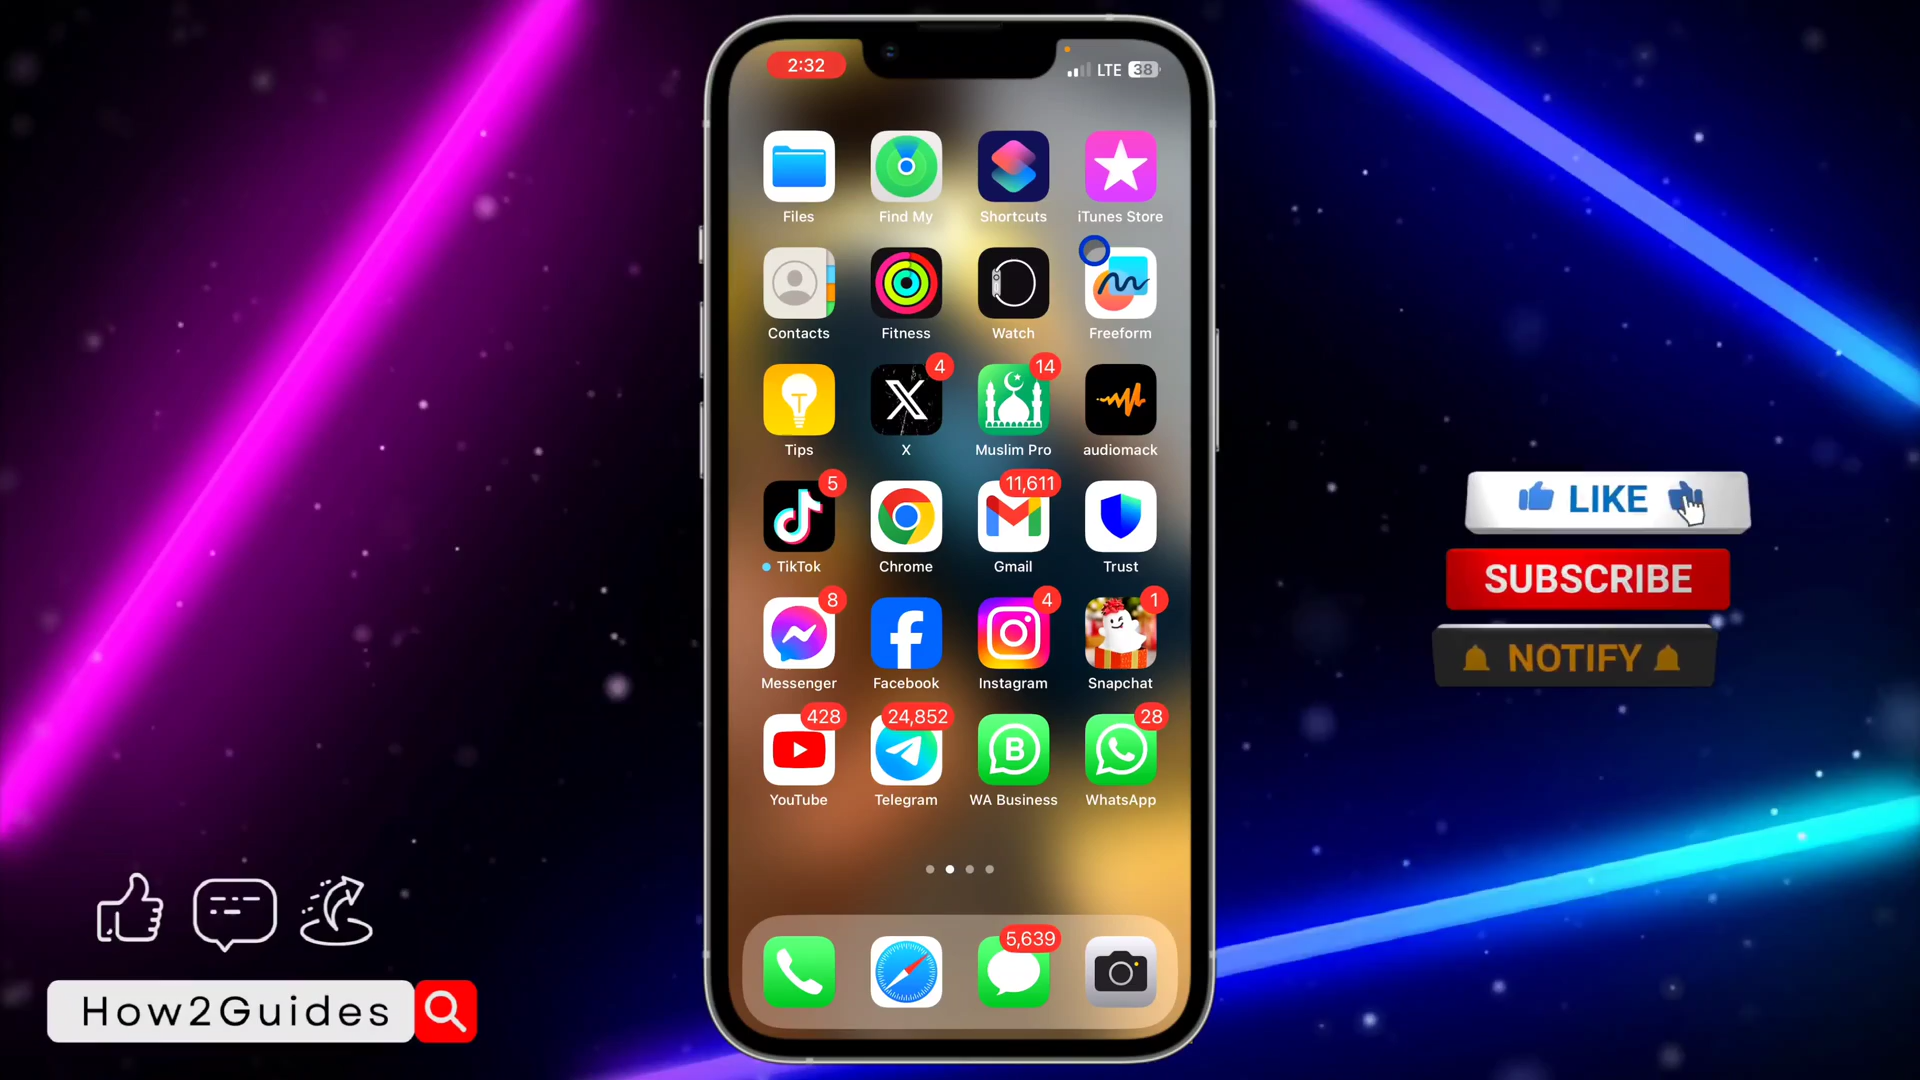 2:32 LTE 38
Files Find My Shortcuts iTunes Store
Contacts Fitness Watch Freeform
4 14
Tips X Muslim Pro audiomack
5 11,611
TikTok Chrome Gmail Trust
8 4 1
Messenger Facebook Instagram Snapchat
428 24,852 28
YouTube Telegram WA Business WhatsApp
5,639
LIKE
SUBSCRIBE
NOTIFY
How2Guides